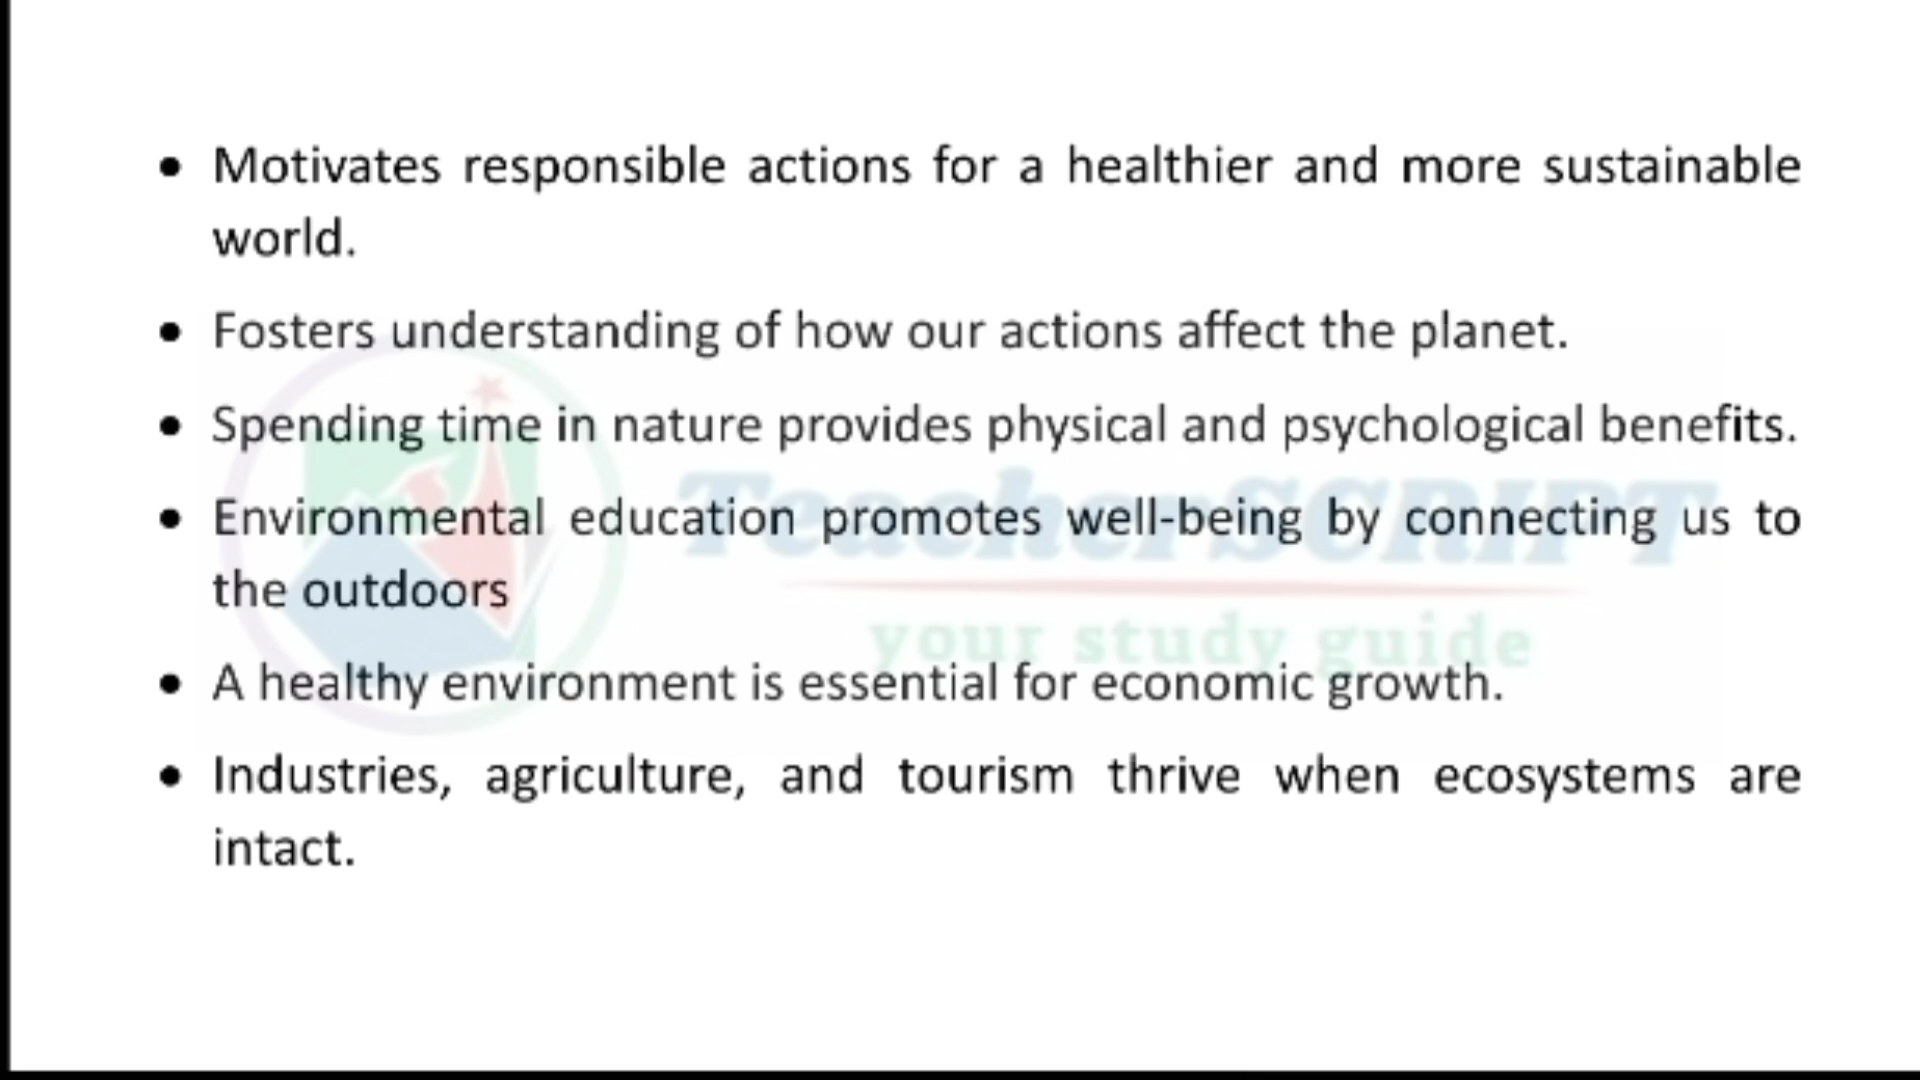 • Motivates responsible actions for a healthier and more sustainable
world.
• Fosters understanding of how our actions affect the planet.
• Spending time in nature provides physical and psychological benefits.
• Environmental education promotes well-being by connecting us to
the outdoors
TeacherSCRIPT
your study guide
• A healthy environment is essential for economic growth.
• Industries, agriculture, and tourism thrive when ecosystems are
intact.